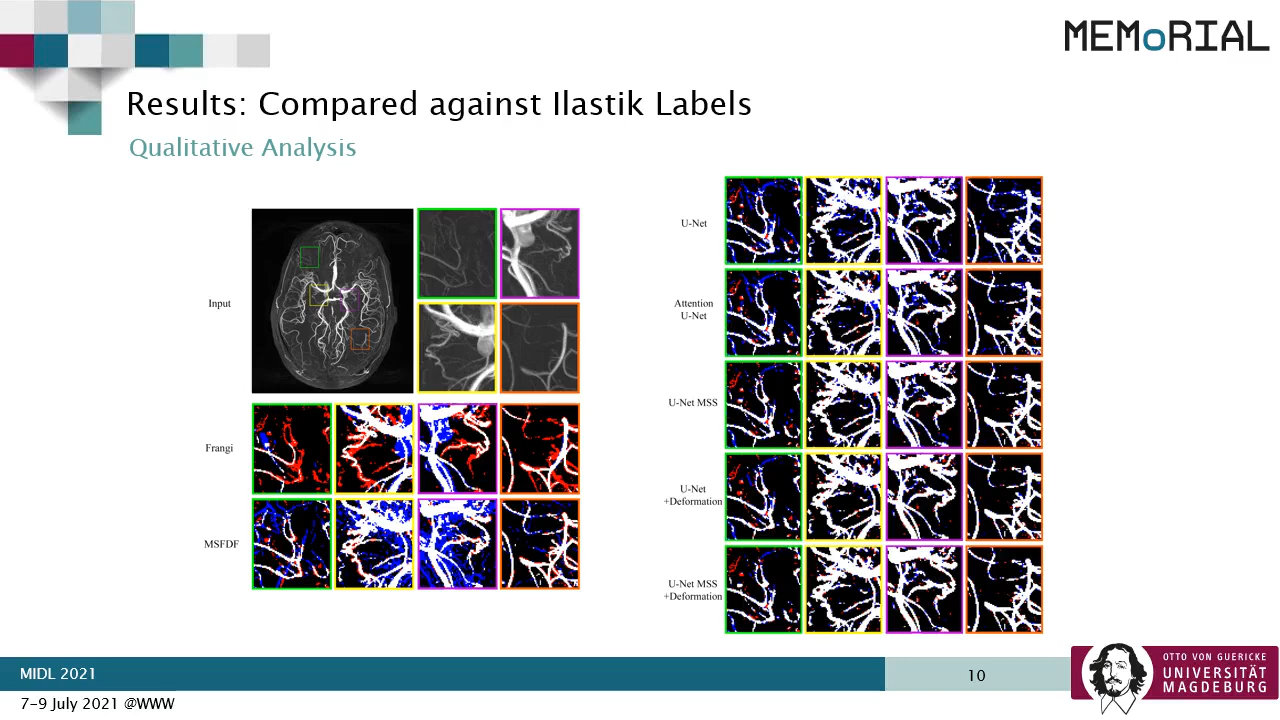 MEMoRIAL
Results: Compared against Ilastik Labels
Qualitative Analysis
Input
Frangi
MSFDF
U-Net
Attention
U-Net
U-Net MSS
U-Net
+Deformation
U-Net MSS
+Deformation
MIDL 2021
10
7-9 July 2021 @WWW
OTTO VON GUERICKE
UNIVERSITÄT
MAGDEBURG